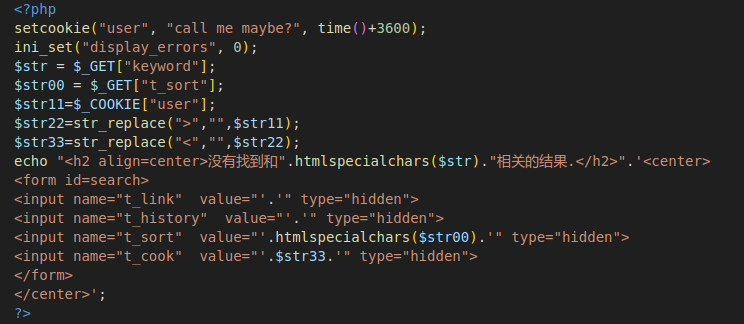 <?php
setcookie("user", "call me maybe?", time()+3600);
ini_set("display_errors", 0);
$str = $_GET["keyword"];
$str00 = $_GET["t_sort"];
$str11=$_COOKIE["user"];
$str22=str_replace(">","",$str11);
$str33=str_replace("<","",$str22);
echo "<h2 align=center>没有找到和".htmlspecialchars($str)."相关的结果.</h2>".'<center>
<form id=search>
<input name="t_link"  value="'.'" type="hidden">
<input name="t_history"  value="'.'" type="hidden">
<input name="t_sort"  value="'.htmlspecialchars($str00).'" type="hidden">
<input name="t_cook"  value="'.$str33.'" type="hidden">
</form>
</center>';
?>